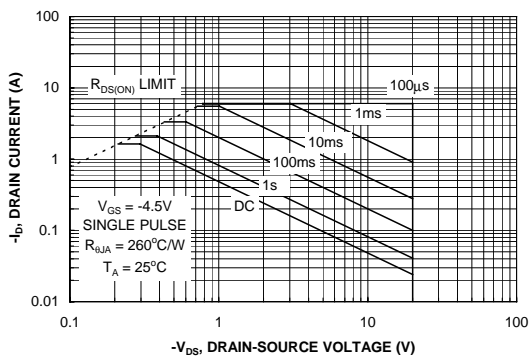 100
10
1
0.1
0.01
0.1
1
10
100
-I_D, DRAIN CURRENT (A)
-V_DS, DRAIN-SOURCE VOLTAGE (V)
R_DS(ON) LIMIT
100μs
1ms
10ms
100ms
1s
DC
V_GS = -4.5V
SINGLE PULSE
R_θJA = 260°C/W
T_A = 25°C